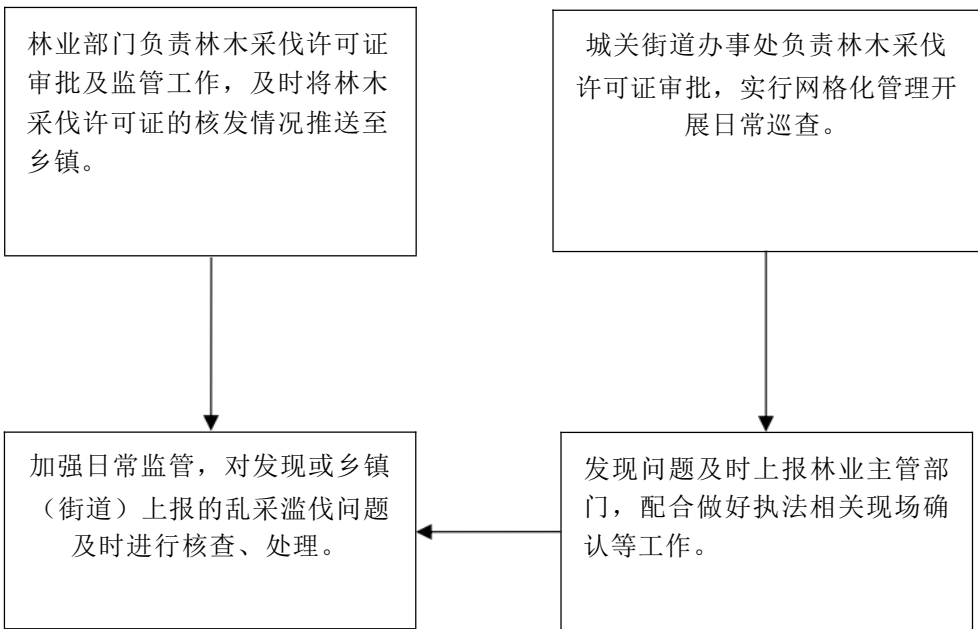 林业部门负责林木采伐许可证
审批及监管工作，及时将林木
采伐许可证的核发情况推送至
乡镇。
城关街道办事处负责林木采伐
许可证审批，实行网格化管理开
展日常巡查。
加强日常监管，对发现或乡镇
（街道）上报的乱采滥伐问题
及时进行核查、处理。
发现问题及时上报林业主管部
门，配合做好执法相关现场确
认等工作。